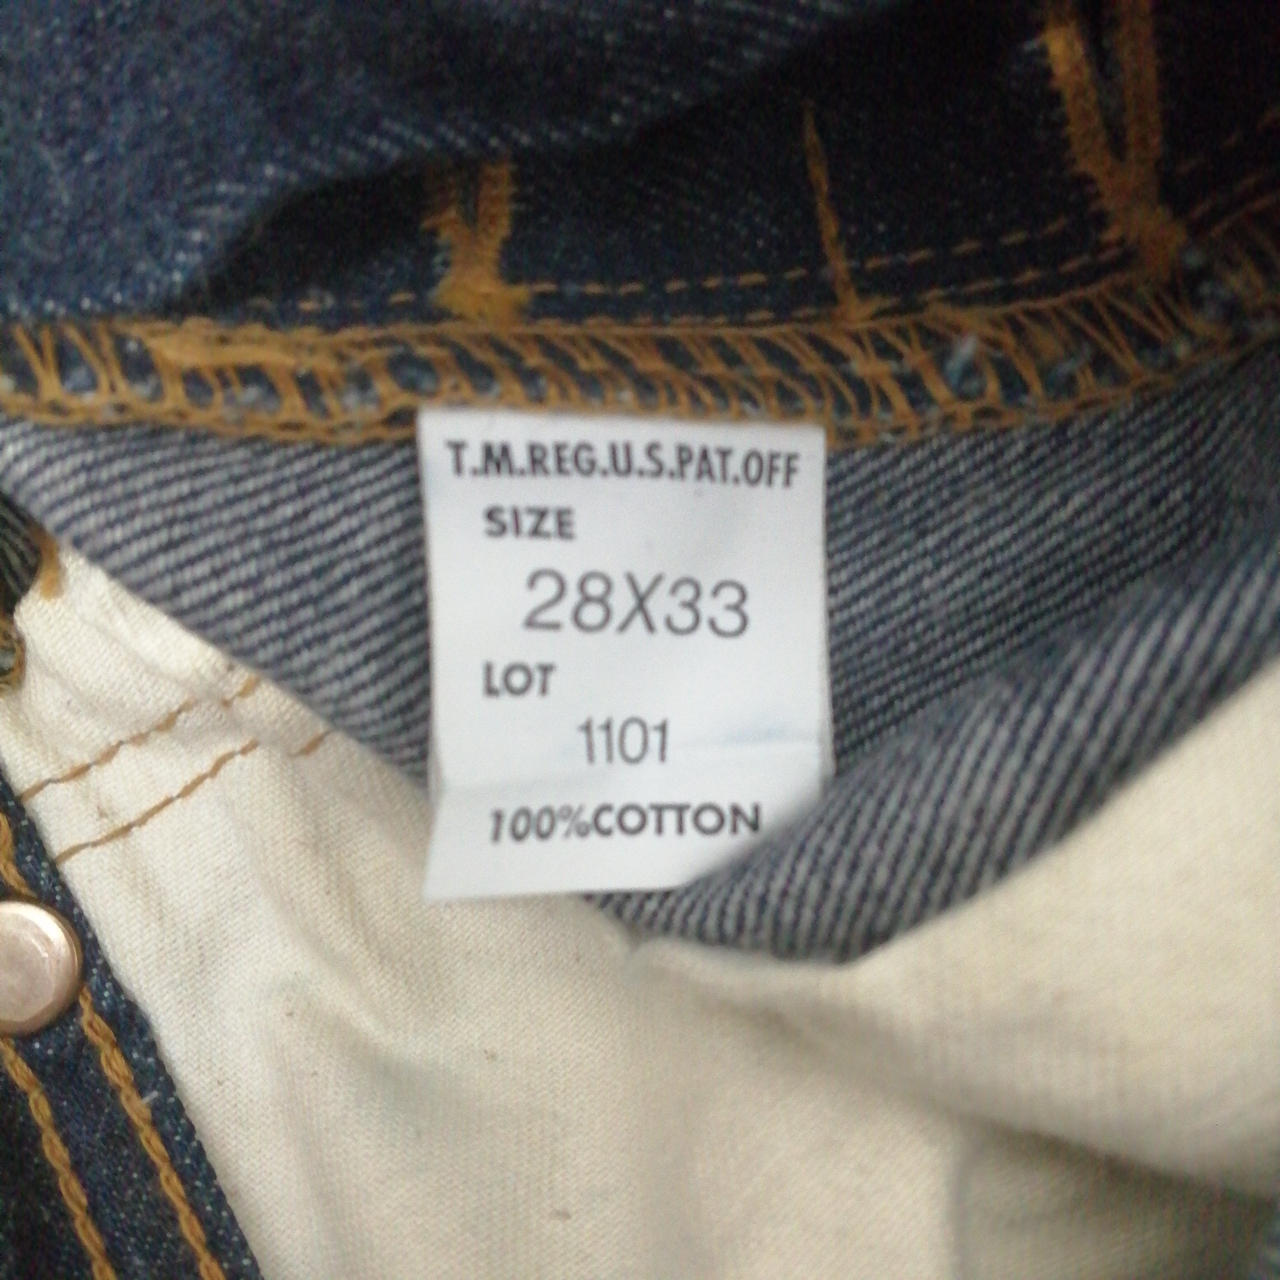 T.M.REG.U.S.PAT.OFF
SIZE
28X33
LOT
1101
100%COTTON